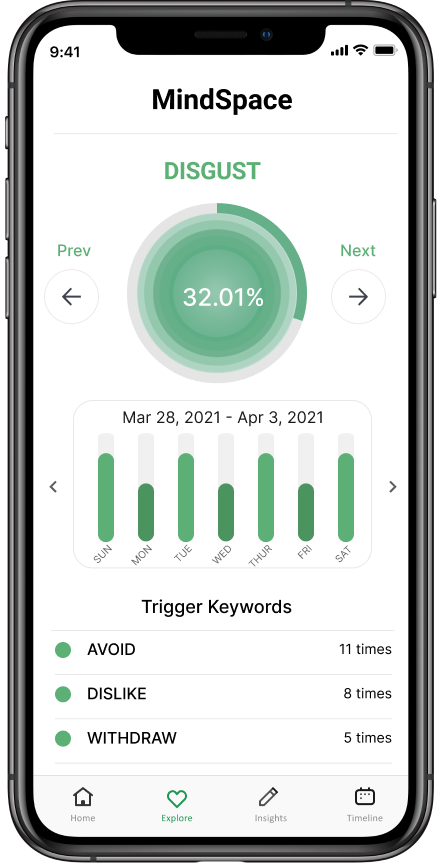 9:41
MindSpace
DISGUST
Prev
Next
32.01%
Mar 28, 2021 - Apr 3, 2021
SUN MON TUE WED THUR FRI SAT
Trigger Keywords
AVOID 11 times
DISLIKE 8 times
WITHDRAW 5 times
Home Explore Insights Timeline